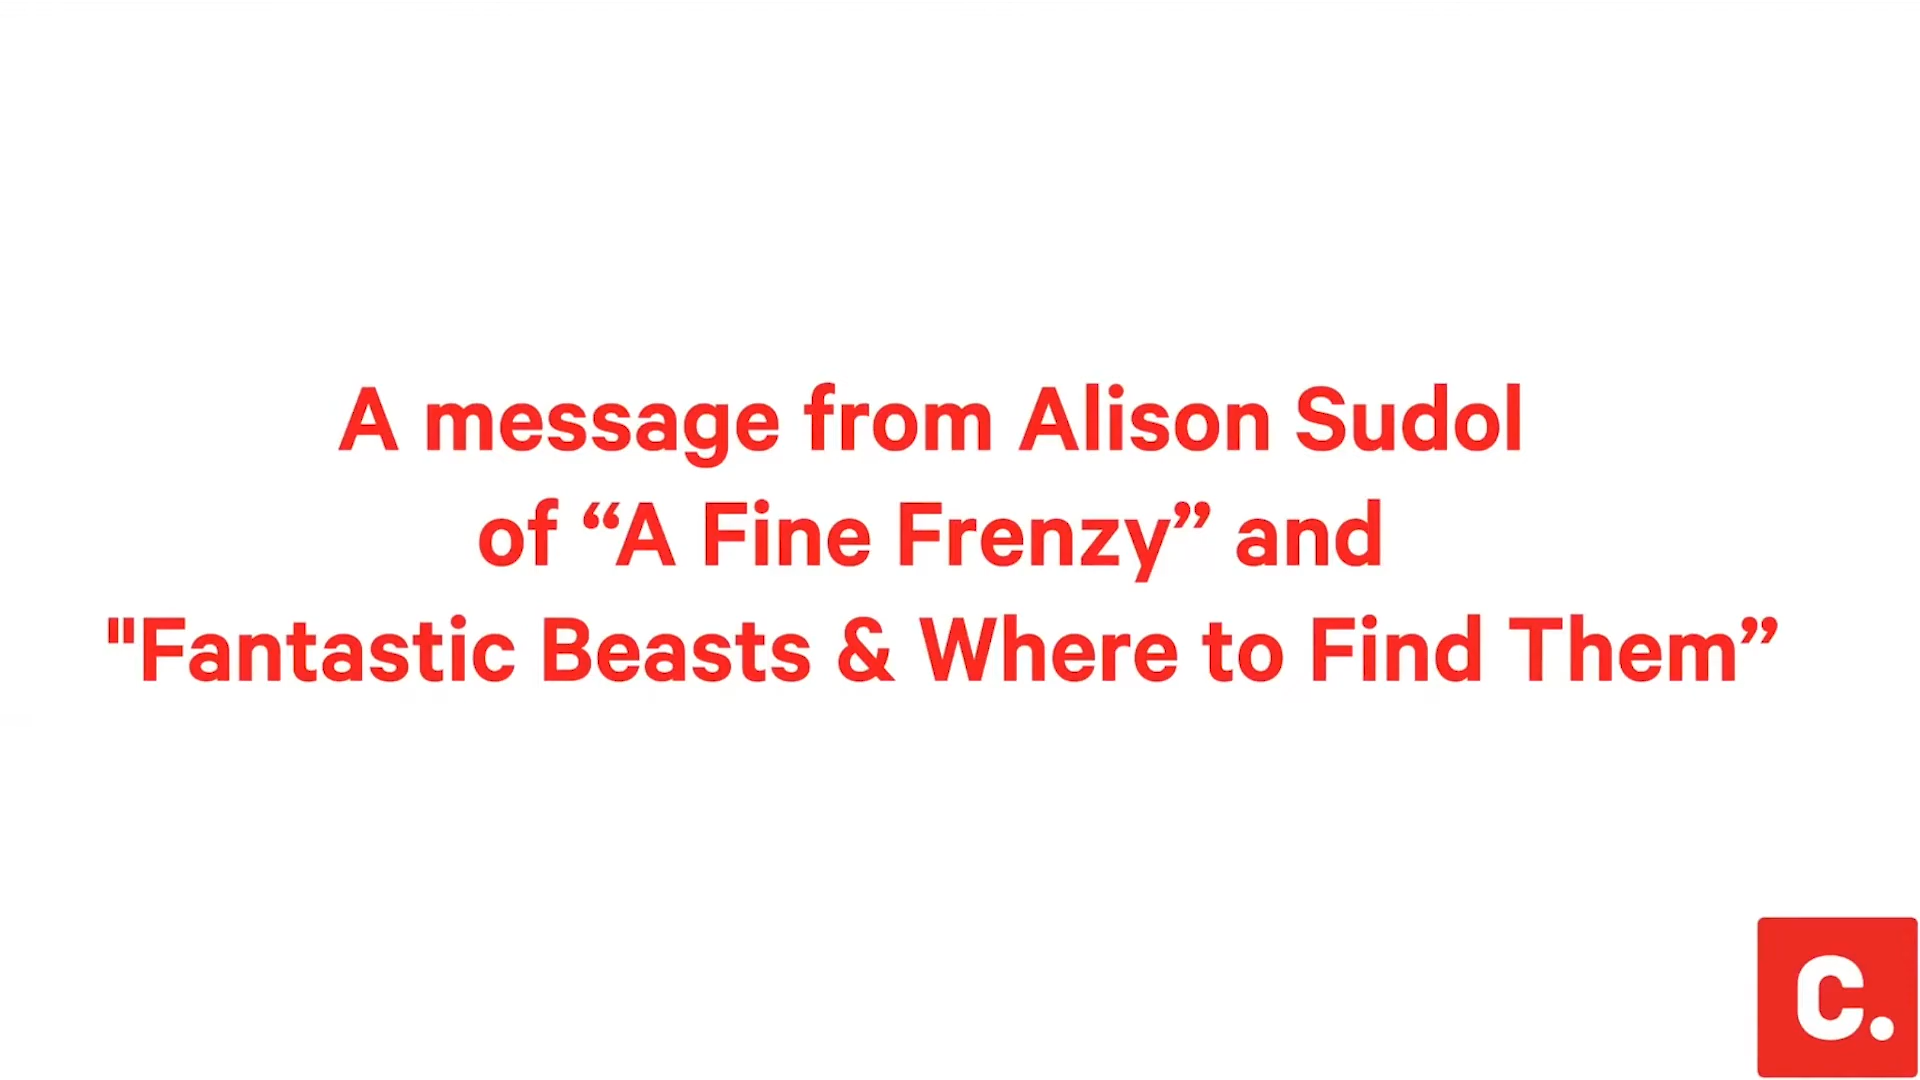 A message from Alison Sudol
of “A Fine Frenzy” and
"Fantastic Beasts & Where to Find Them”
C.